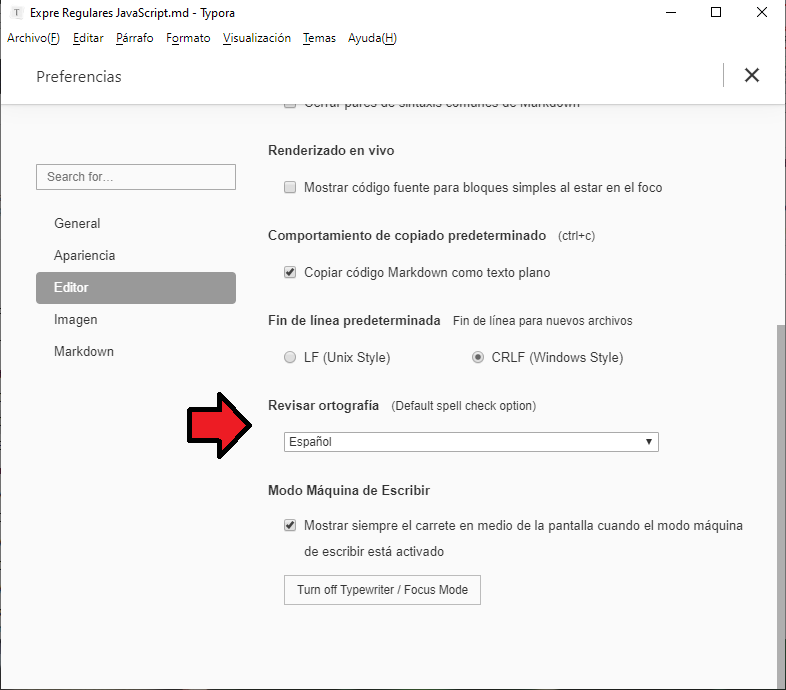 T Expre Regulares JavaScript.md - Typora
Archivo(F) Editar Párrafo Formato Visualización Temas Ayuda(H)
Preferencias
Cerrar pares de sintaxis comunes de Markdown
Search for...
General
Apariencia
Editor
Imagen
Markdown
Renderizado en vivo
Mostrar código fuente para bloques simples al estar en el foco
Comportamiento de copiado predeterminado (ctrl+c)
Copiar código Markdown como texto plano
Fin de línea predeterminada Fin de línea para nuevos archivos
LF (Unix Style) CRLF (Windows Style)
Revisar ortografía (Default spell check option)
Español
Modo Máquina de Escribir
Mostrar siempre el carrete en medio de la pantalla cuando el modo máquina
de escribir está activado
Turn off Typewriter / Focus Mode